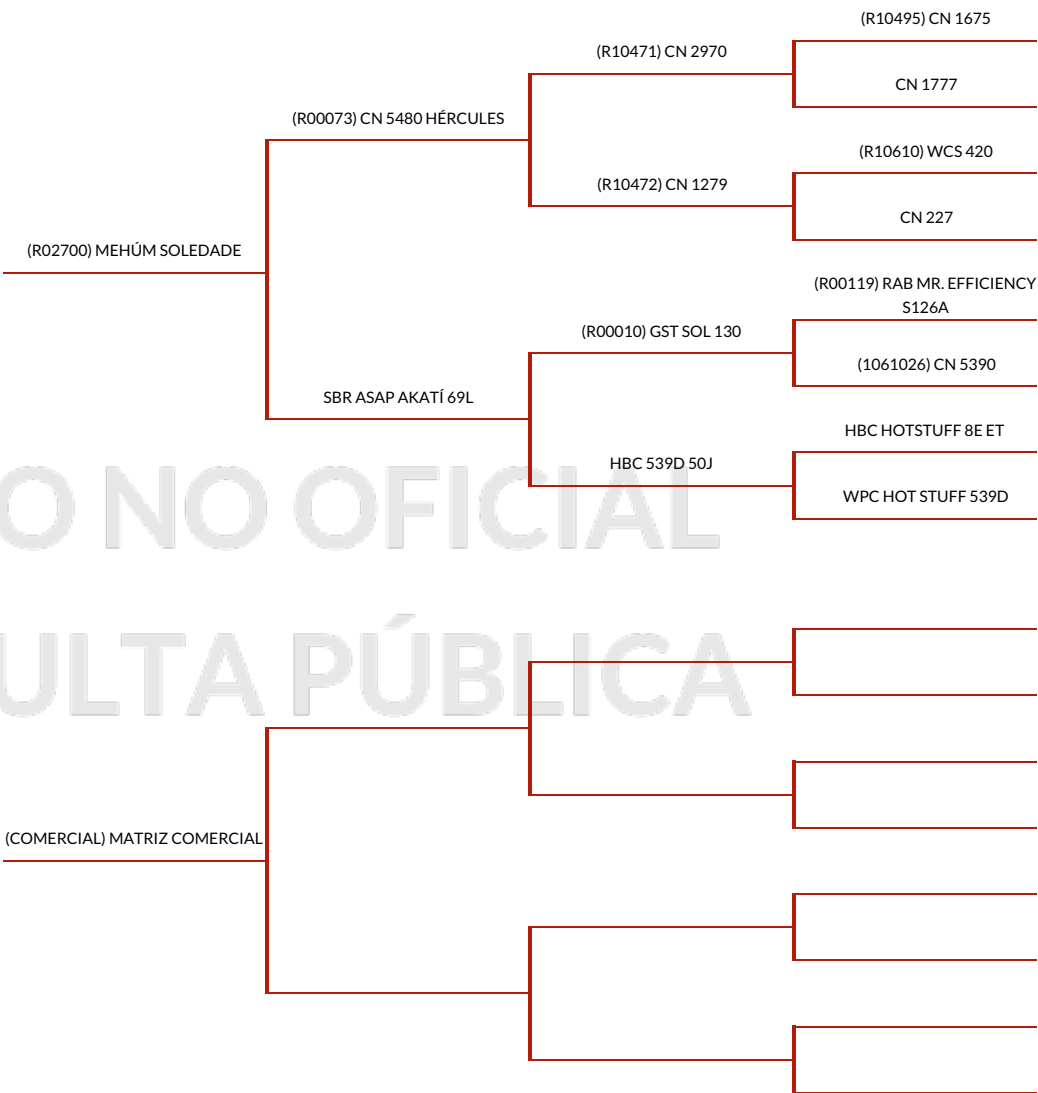 (R10495) CN 1675
(R10471) CN 2970
CN 1777
(R00073) CN 5480 HÉRCULES
(R10610) WCS 420
(R10472) CN 1279
CN 227
(R02700) MEHÚM SOLEDADE
(R00119) RAB MR. EFFICIENCY
S126A
(R00010) GST SOL 130
(1061026) CN 5390
SBR ASAP AKATÍ 69L
HBC HOTSTUFF 8E ET
HBC 539D 50J
WPC HOT STUFF 539D
O NO OFICIAL
ULTA PÚBLICA
(COMERCIAL) MATRIZ COMERCIAL